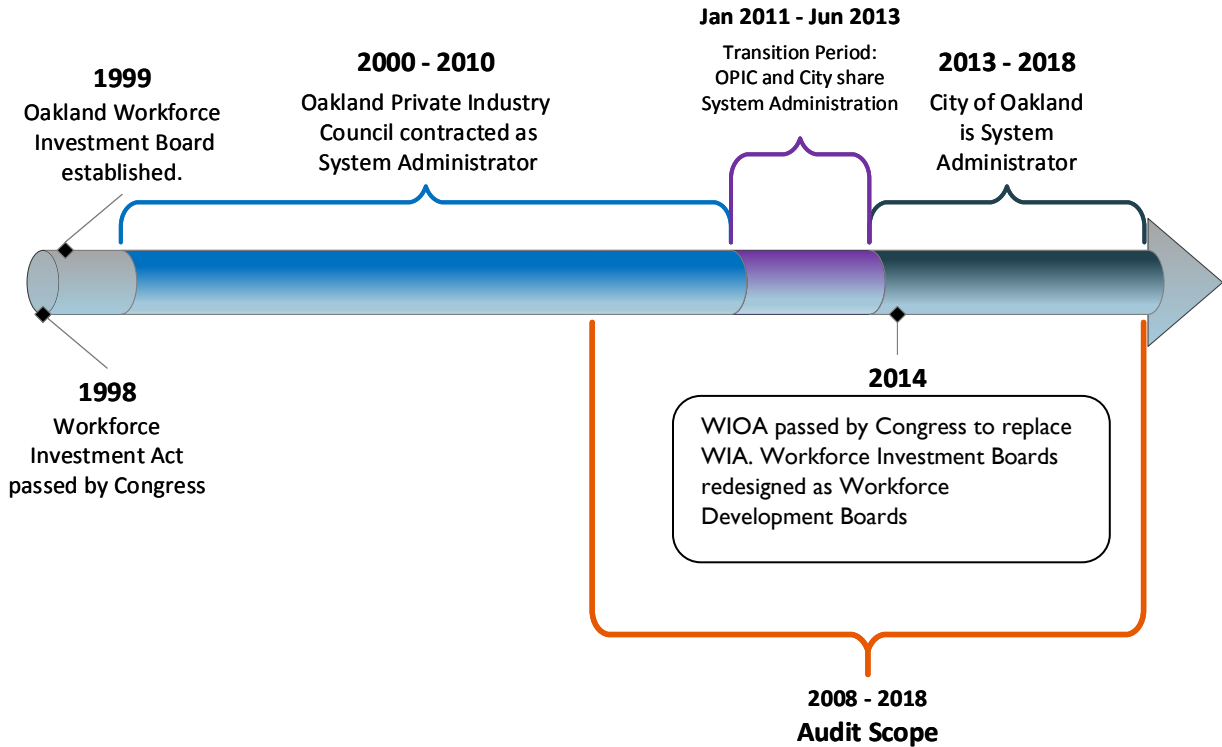 1999
Oakland Workforce
Investment Board
established.
2000 - 2010
Oakland Private Industry
Council contracted as
System Administrator
Jan 2011 - Jun 2013
Transition Period:
OPIC and City share
System Administration
2013 - 2018
City of Oakland
is System
Administrator
1998
Workforce
Investment Act
passed by Congress
2014
WIOA passed by Congress to replace
WIA. Workforce Investment Boards
redesigned as Workforce
Development Boards
2008 - 2018
Audit Scope